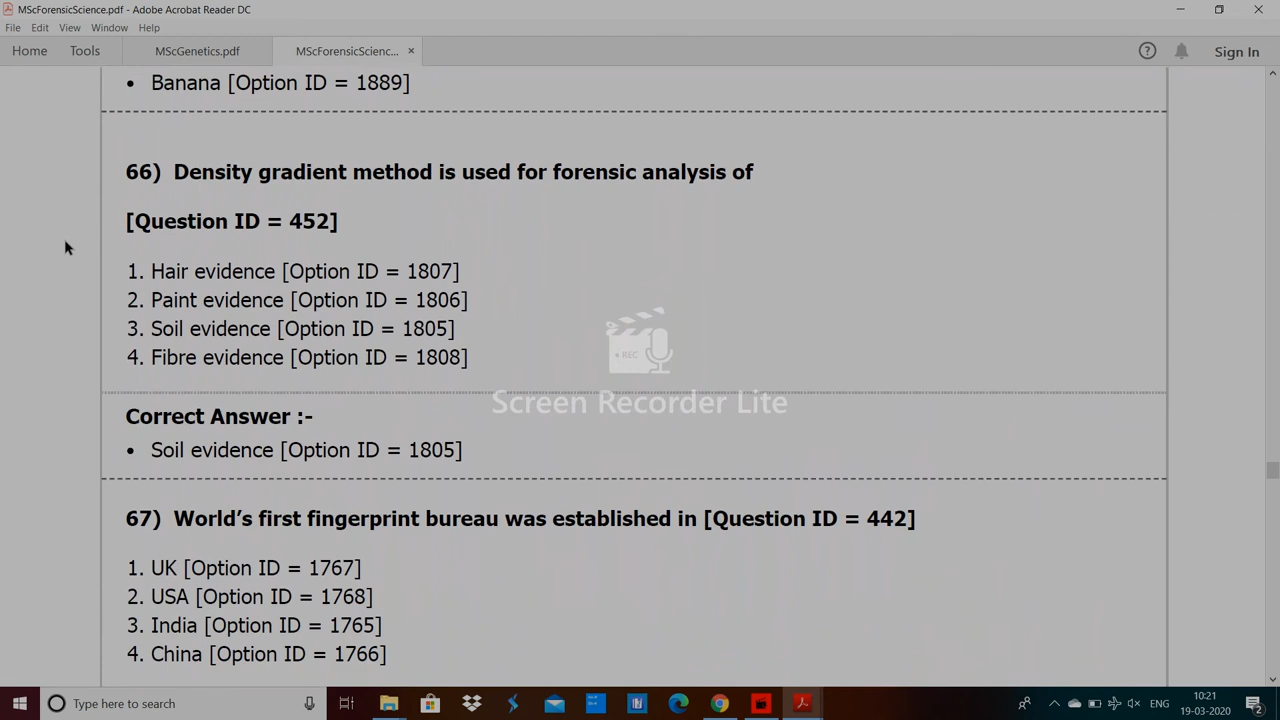 MScForensicScience.pdf - Adobe Acrobat Reader DC
File Edit View Window Help
Home Tools MScGenetics.pdf MScForensicScienc... × Sign In
• Banana [Option ID = 1889]
66) Density gradient method is used for forensic analysis of
[Question ID = 452]
1. Hair evidence [Option ID = 1807]
2. Paint evidence [Option ID = 1806]
3. Soil evidence [Option ID = 1805]
4. Fibre evidence [Option ID = 1808]
• REC
Screen Recorder Lite
Correct Answer :-
• Soil evidence [Option ID = 1805]
67) World’s first fingerprint bureau was established in [Question ID = 442]
1. UK [Option ID = 1767]
2. USA [Option ID = 1768]
3. India [Option ID = 1765]
4. China [Option ID = 1766]
Type here to search
ENG
10:21
19-03-2020
2